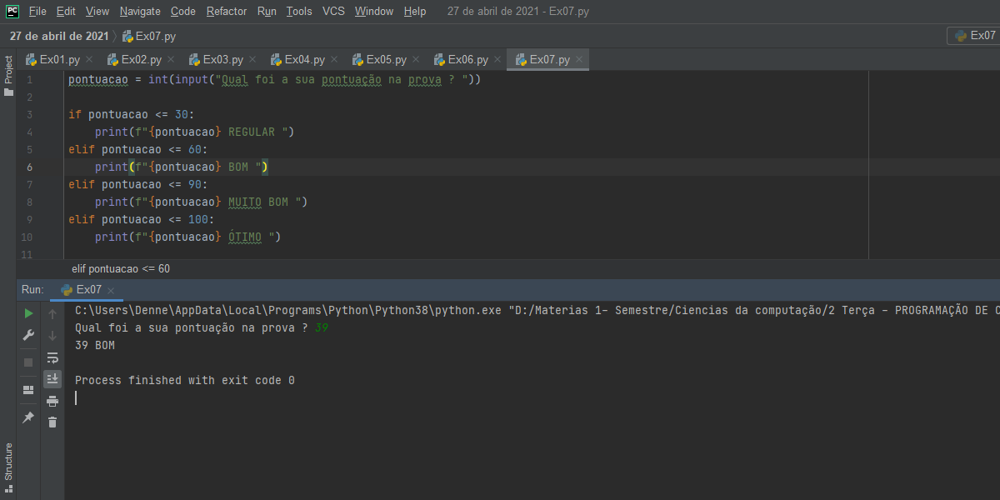 PC File Edit View Navigate Code Refactor Run Tools VCS Window Help 27 de abril de 2021 - Ex07.py
27 de abril de 2021 Ex07.py Ex07
Project
Ex01.py Ex02.py Ex03.py Ex04.py Ex05.py Ex06.py Ex07.py
1 pontuacao = int(input("Qual foi a sua pontuação na prova ? "))
2
3 if pontuacao <= 30:
4 print(f"{pontuacao} REGULAR ")
5 elif pontuacao <= 60:
6 print(f"{pontuacao} BOM ")
7 elif pontuacao <= 90:
8 print(f"{pontuacao} MUITO BOM ")
9 elif pontuacao <= 100:
10 print(f"{pontuacao} ÓTIMO ")
11
elif pontuacao <= 60
Run: Ex07
C:\Users\Denne\AppData\Local\Programs\Python\Python38\python.exe "D:/Materias 1- Semestre/Ciencias da computação/2 Terça - PROGRAMAÇÃO DE C
Qual foi a sua pontuação na prova ? 39
39 BOM
Process finished with exit code 0
Structure